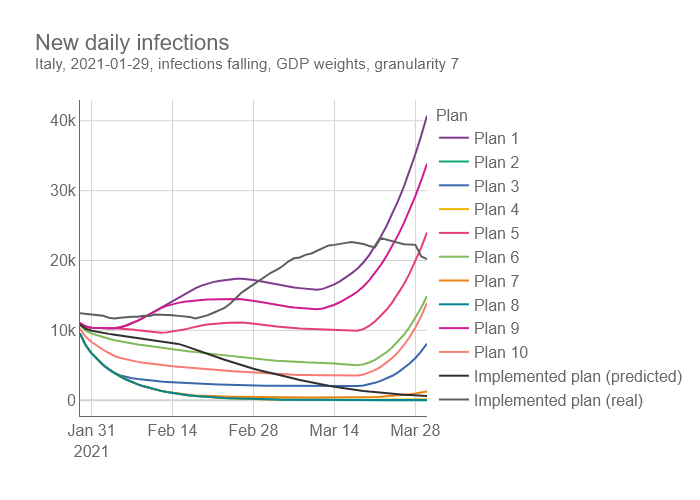 New daily infections
Italy, 2021-01-29, infections falling, GDP weights, granularity 7
40k
30k
20k
10k
0
Jan 31
2021
Feb 14
Feb 28
Mar 14
Mar 28
Plan
Plan 1
Plan 2
Plan 3
Plan 4
Plan 5
Plan 6
Plan 7
Plan 8
Plan 9
Plan 10
Implemented plan (predicted)
Implemented plan (real)